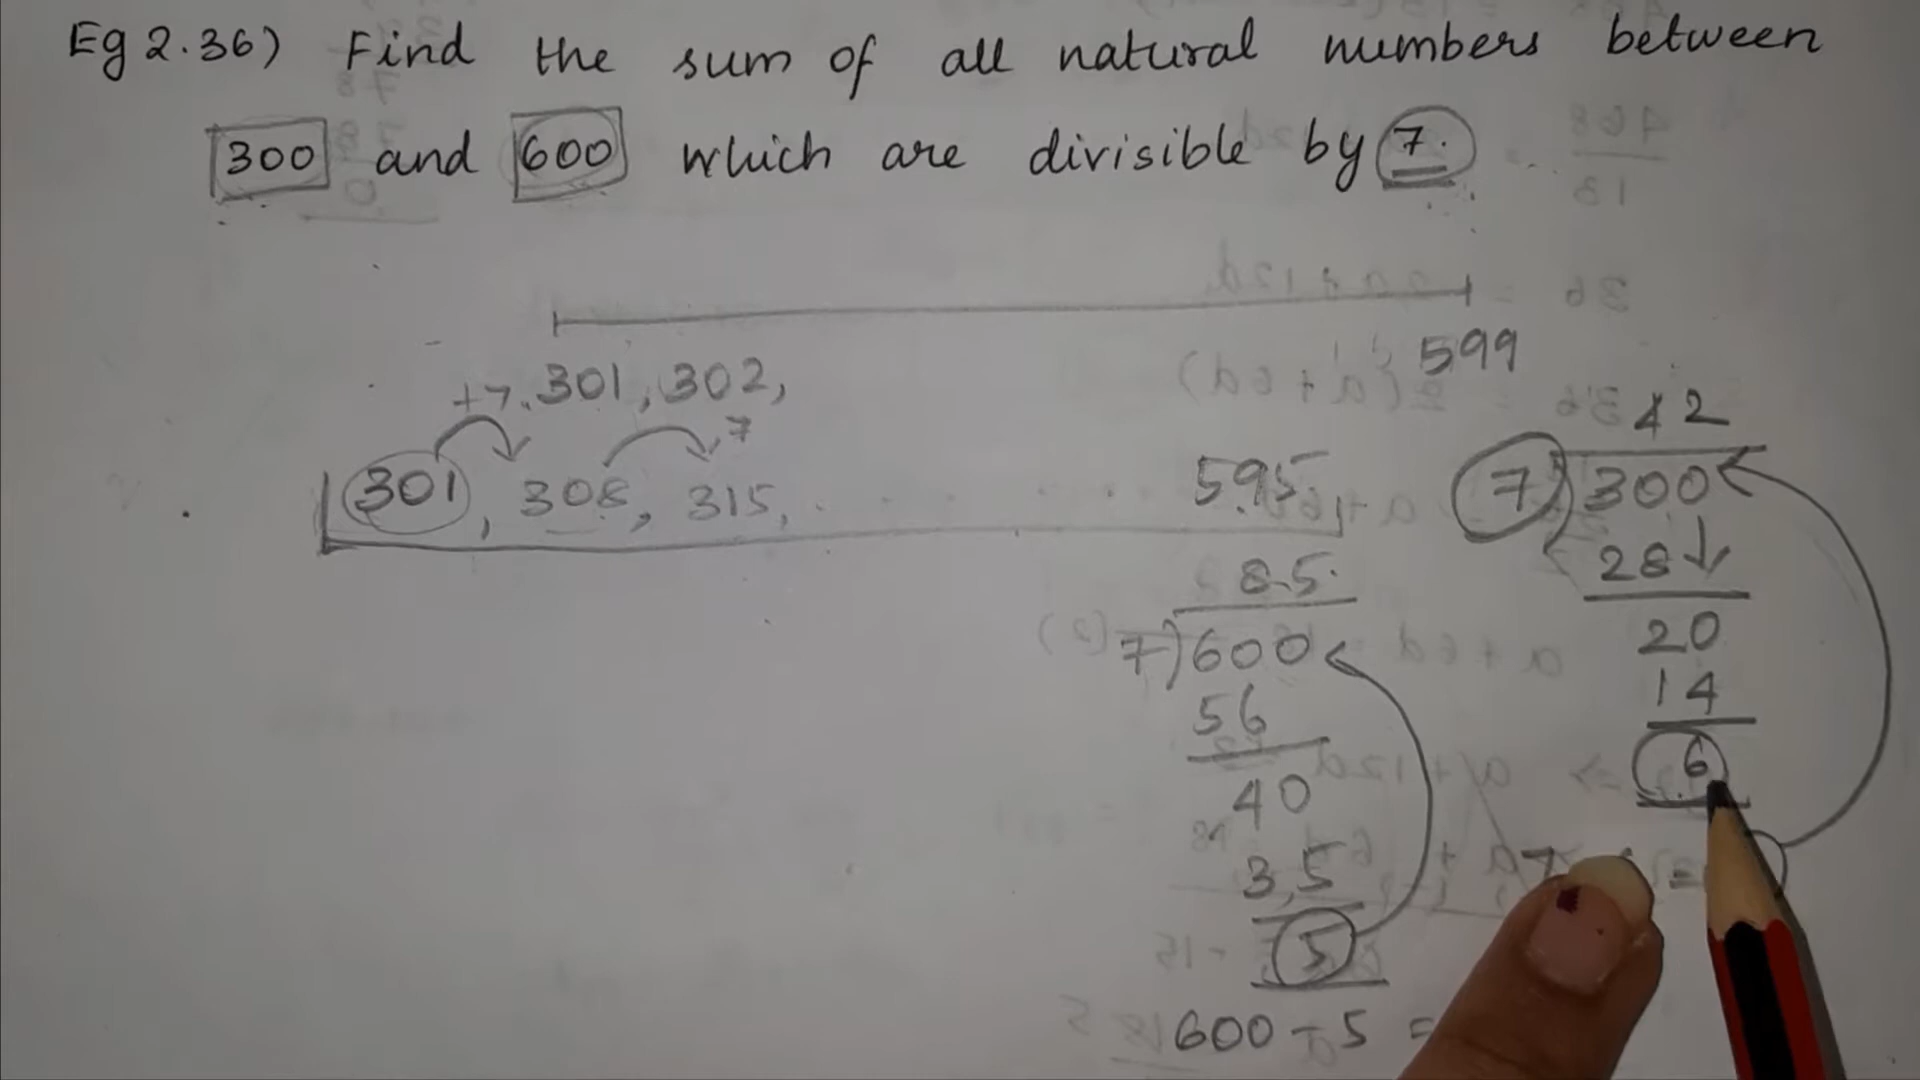 Eg 2.36) Find the sum of all natural numbers between
300 and 600 which are divisible by 7.
599
+7 301, 302,
7
301, 308, 315, . . . . . 595
42
7)300
28
20
14
6
85
7)600
56
40
35
5
600 - 5 =